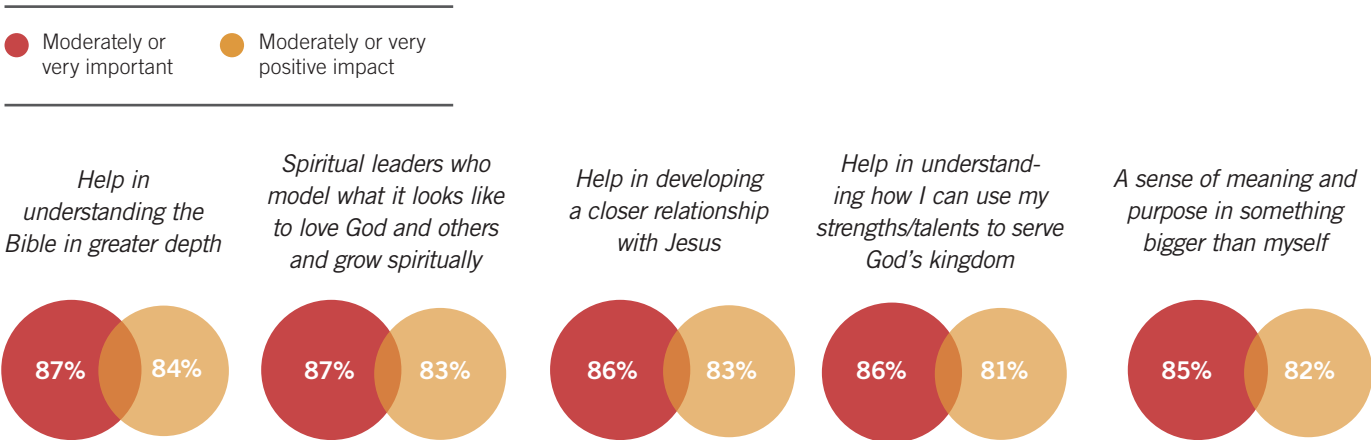 Moderately or
very important
Moderately or very
positive impact
Help in
understanding the
Bible in greater depth
87%
84%
Spiritual leaders who
model what it looks like
to love God and others
and grow spiritually
87%
83%
Help in developing
a closer relationship
with Jesus
86%
83%
Help in understand-
ing how I can use my
strengths/talents to serve
God’s kingdom
86%
81%
A sense of meaning and
purpose in something
bigger than myself
85%
82%